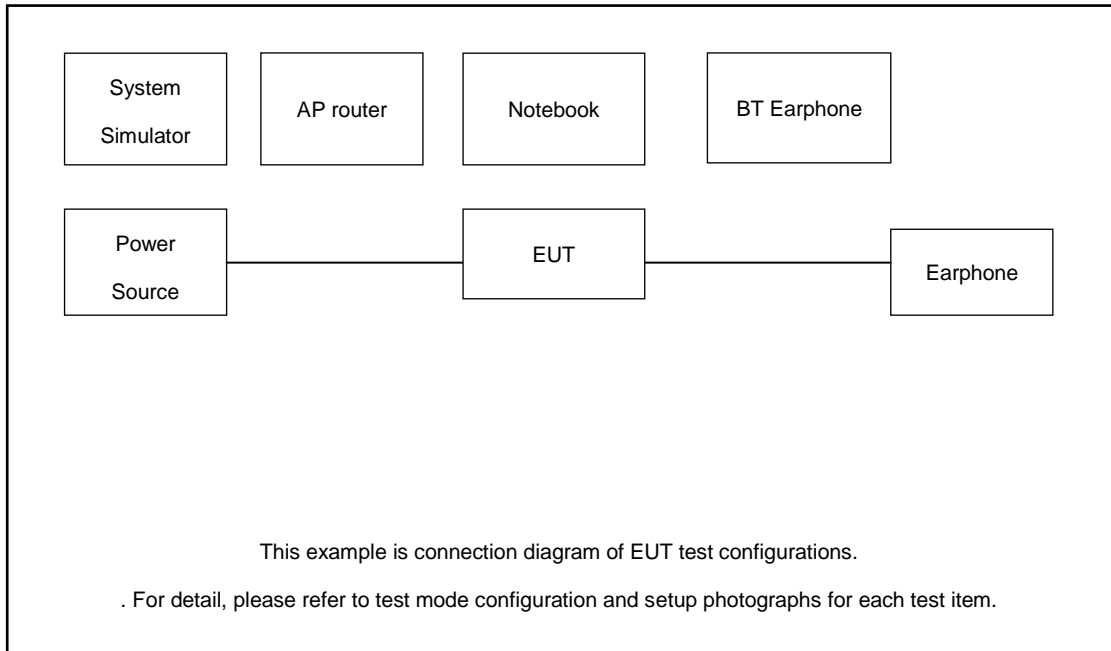 System
Simulator
AP router
Notebook
BT Earphone
Power
Source
EUT
Earphone
This example is connection diagram of EUT test configurations.
. For detail, please refer to test mode configuration and setup photographs for each test item.